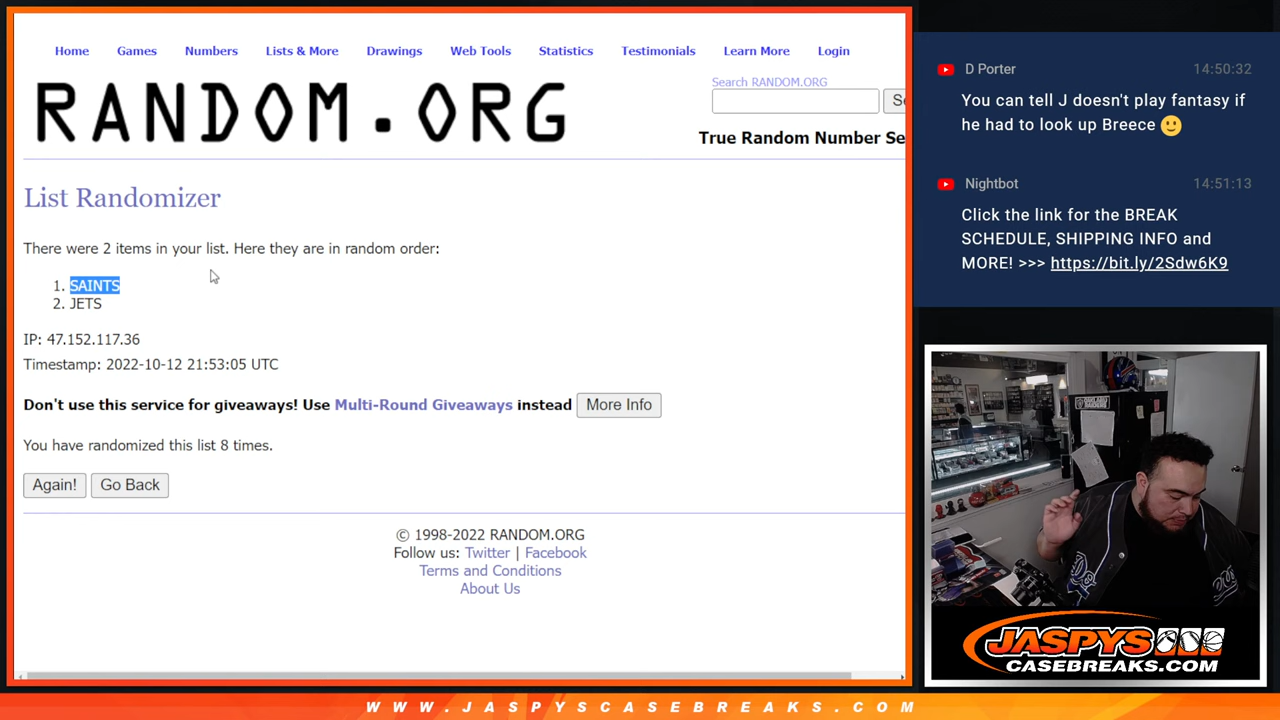 Home Games Numbers Lists & More Drawings Web Tools Statistics Testimonials Learn More Login
RANDOM.ORG
Search RANDOM.ORG
True Random Number Se
List Randomizer
There were 2 items in your list. Here they are in random order:
1. SAINTS
2. JETS
IP: 47.152.117.36
Timestamp: 2022-10-12 21:53:05 UTC
Don't use this service for giveaways! Use Multi-Round Giveaways instead More Info
You have randomized this list 8 times.
Again! Go Back
© 1998-2022 RANDOM.ORG
Follow us: Twitter | Facebook
Terms and Conditions
About Us
D Porter 14:50:32
You can tell J doesn't play fantasy if
he had to look up Breece 🙂
Nightbot 14:51:13
Click the link for the BREAK
SCHEDULE, SHIPPING INFO and
MORE! >>> https://bit.ly/2Sdw6K9
JASPYS
CASEBREAKS.COM
WWW.JASPYSCASEBREAKS.COM